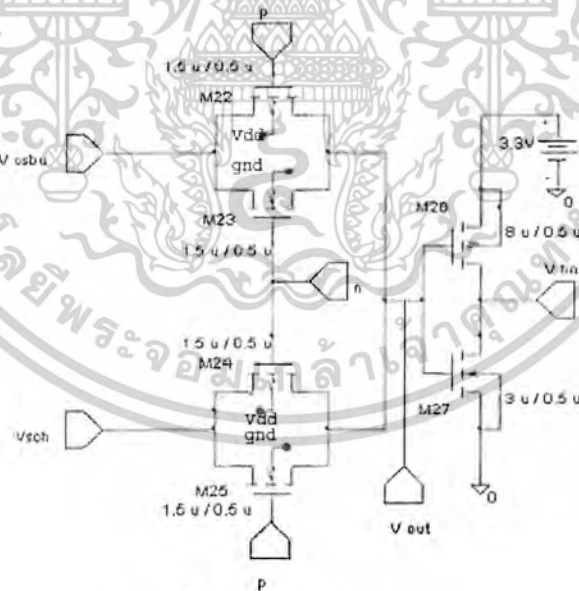 p
1.5 u / 0.5 u
M22
Vdd
V osbu
gnd
3.3V
0
M23
1.5 u / 0.5 u
M26
8 u / 0.5 u
n
1.5 u / 0.5 u
M24
M27
3 u / 0.5 u
Vsch
Vdd
gnd
0
M25
1.5 u / 0.5 u
V out
p